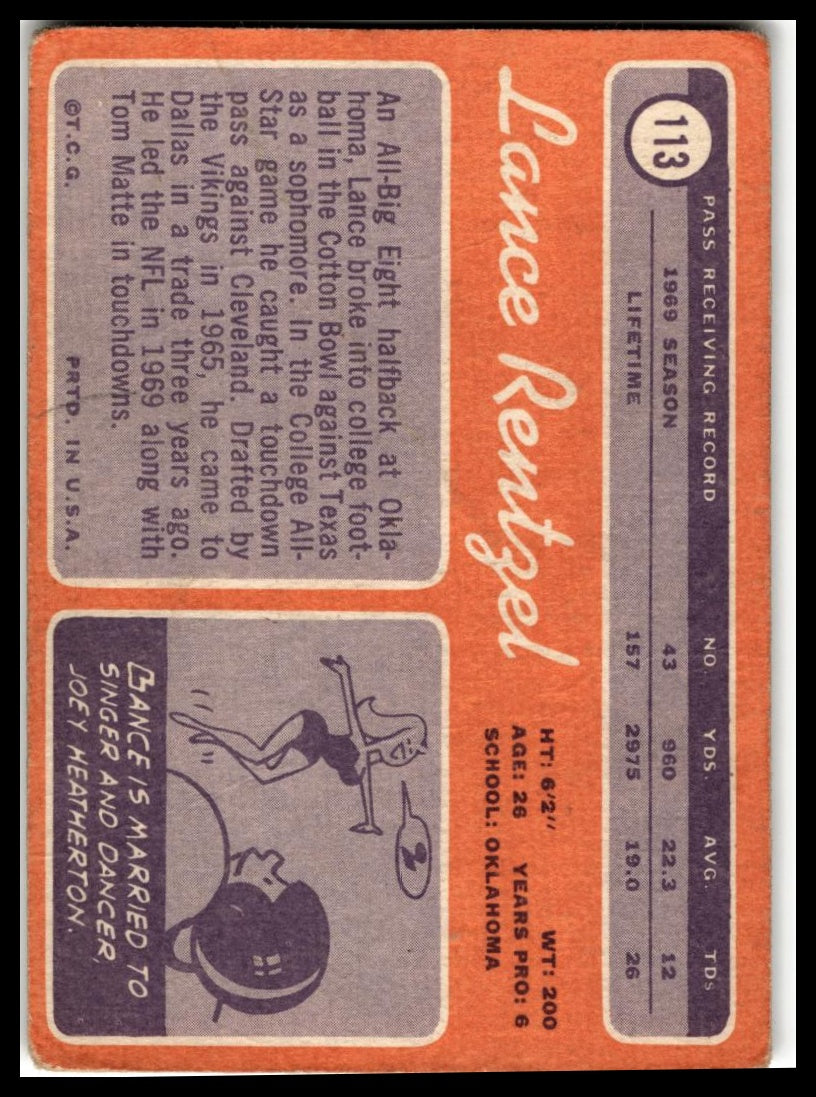 113
PASS RECEIVING RECORD NO. YDS. AVG. TDS
1969 SEASON 43 960 22.3 12
LIFETIME 157 2975 19.0 26
Lance Rentzel
HT: 6'2" WT: 200
AGE: 26 YEARS PRO: 6
SCHOOL: OKLAHOMA
An All-Big Eight halfback at Okla-
homa, Lance broke into college foot-
ball in the Cotton Bowl against Texas
as a sophomore. In the College All-
Star game he caught a touchdown
pass against Cleveland. Drafted by
the Vikings in 1965, he came to
Dallas in a trade three years ago.
He led the NFL in 1969 along with
Tom Matte in touchdowns.
©T.C.G. PRTD. IN U.S.A.
LANCE IS MARRIED TO
SINGER AND DANCER,
JOEY HEATHERTON.